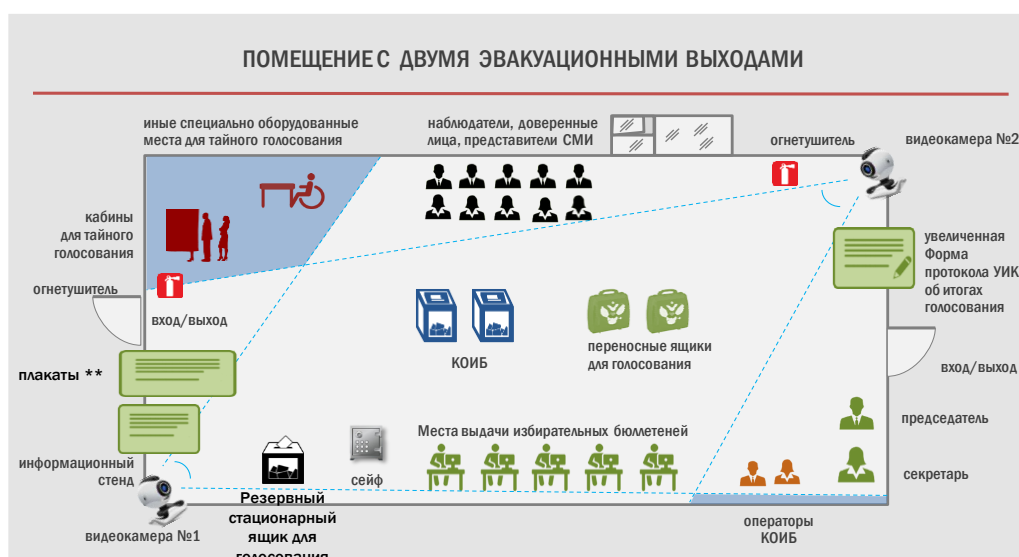 ПОМЕЩЕНИЕ С ДВУМЯ ЭВАКУАЦИОННЫМИ ВЫХОДАМИ
иные специально оборудованные
места для тайного голосования
наблюдатели, доверенные
лица, представители СМИ
огнетушитель
видеокамера №2
кабины
для тайного
голосования
увеличенная
Форма
протокола УИК
об итогах
голосования
огнетушитель
вход/выход
КОИБ
переносные ящики
для голосования
вход/выход
плакаты **
председатель
Места выдачи избирательных бюллетеней
информационный
стенд
сейф
секретарь
Резервный
стационарный
ящик для
голосования
видеокамера №1
операторы
КОИБ